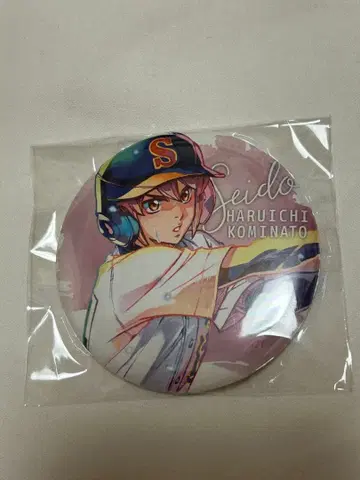 S
Seido
HARUICHI
KOMINATO